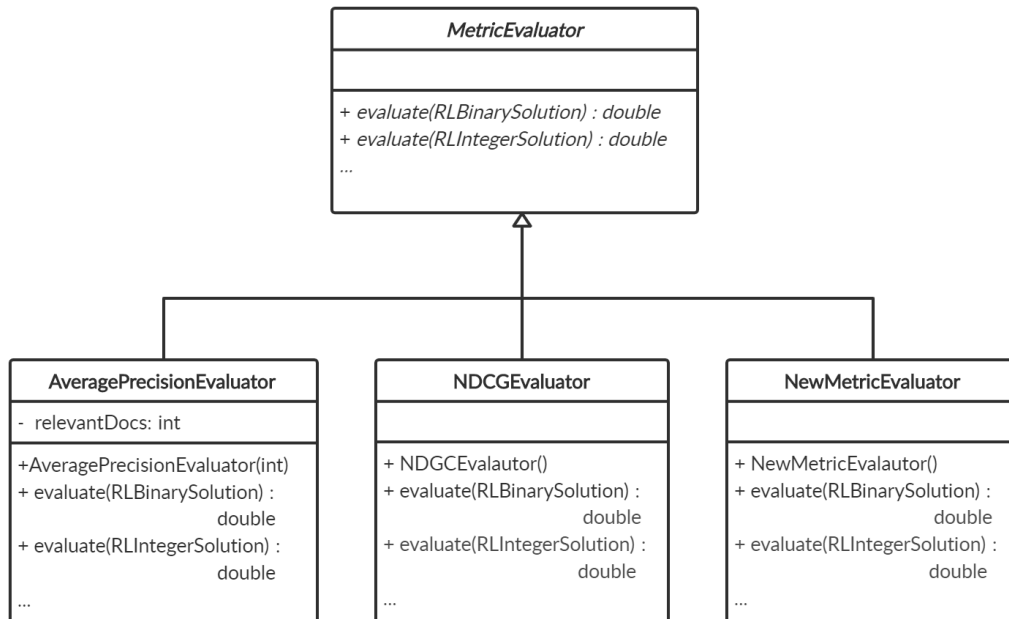 MetricEvaluator
+ evaluate(RLBinarySolution) : double
+ evaluate(RLIntegerSolution) : double
...
AveragePrecisionEvaluator
- relevantDocs: int
+AveragePrecisionEvaluator(int)
+ evaluate(RLBinarySolution) :
double
+ evaluate(RLIntegerSolution) :
double
...
NDCGEvaluator
+ NDGCEvalautor()
+ evaluate(RLBinarySolution) :
double
+ evaluate(RLIntegerSolution) :
double
...
NewMetricEvaluator
+ NewMetricEvalautor()
+ evaluate(RLBinarySolution) :
double
+ evaluate(RLIntegerSolution) :
double
...